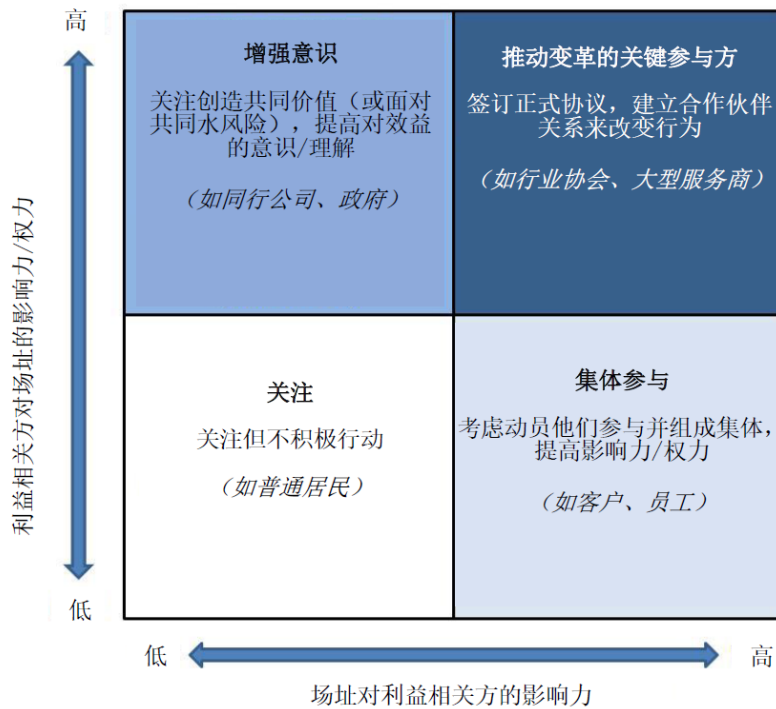 高
利益相关方对场址的影响力/权力
低
增强意识
关注创造共同价值（或面对
共同水风险），提高对效益
的意识/理解
（如同行公司、政府）
推动变革的关键参与方
签订正式协议，建立合作伙伴
关系来改变行为
（如行业协会、大型服务商）
关注
关注但不积极行动
（如普通居民）
集体参与
考虑动员他们参与并组成集体，
提高影响力/权力
（如客户、员工）
低
高
场址对利益相关方的影响力